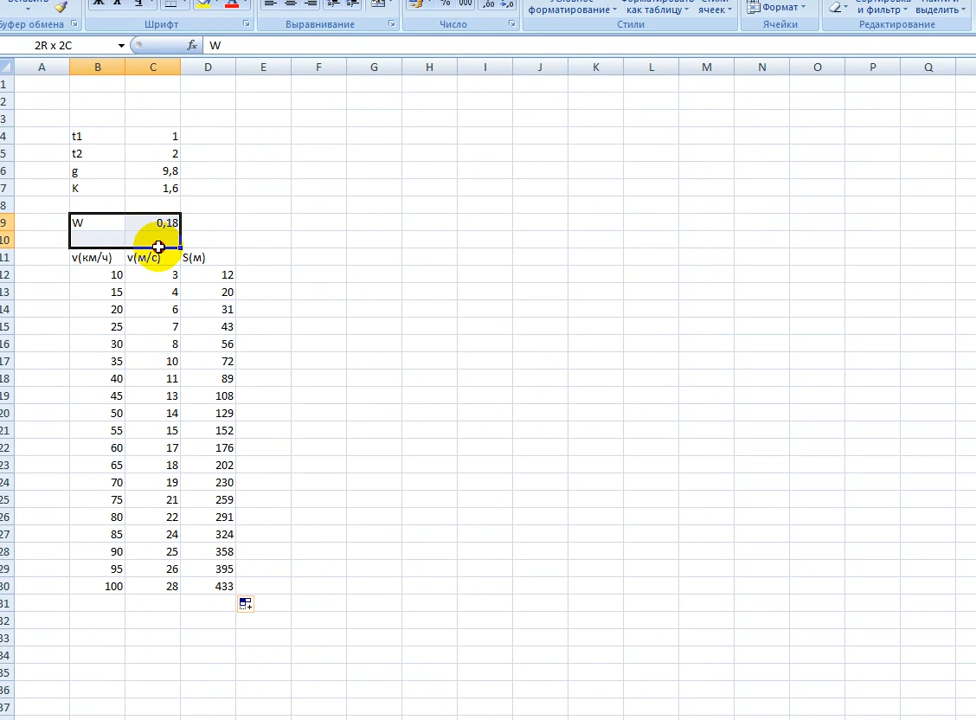 Вставить Сортировка Найти и
Ж К Ч % Условное Форматировать Стили Формат и фильтр выделить
форматирование как таблицу ячеек
буфер обмена Шрифт Выравнивание Число Стили Ячейки Редактирование
2R x 2C fx W
A B C D E F G H I J K L M N O P Q
1
2
3
4 t1 1
5 t2 2
6 g 9,8
7 K 1,6
8
9 W 0,18
10
11 v(км/ч) v(м/с) S(м)
12 10 3 12
13 15 4 20
14 20 6 31
15 25 7 43
16 30 8 56
17 35 10 72
18 40 11 89
19 45 13 108
20 50 14 129
21 55 15 152
22 60 17 176
23 65 18 202
24 70 19 230
25 75 21 259
26 80 22 291
27 85 24 324
28 90 25 358
29 95 26 395
30 100 28 433
31
32
33
34
35
36
37